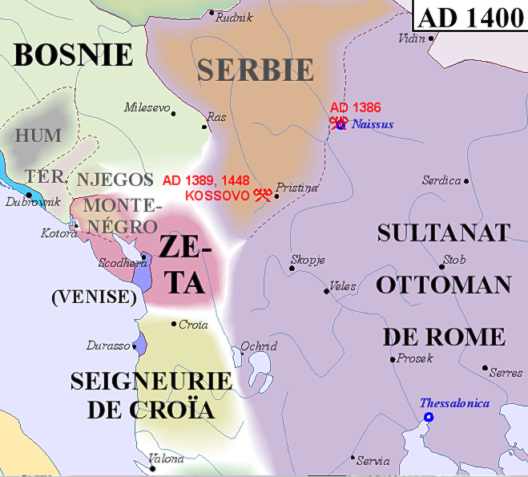 AD 1400
Rudnik
Vidin
BOSNIE
SERBIE
Milesevo
Ras
AD 1386
Naissus
HUM
TÉR. NJEGOS
AD 1389, 1448
KOSSOVO
Pristina
Serdica
Dubrovnik
MONTE-
NÉGRO
Kotora
ZE-
TA
SULTANAT
Scodhera
Skopje
Stob
(VENISE)
Veles
OTTOMAN
Croia
Durasso
Ochrid
DE ROME
Prosek
Serres
SEIGNEURIE
DE CROÏA
Thessalonica
Valona
Servia